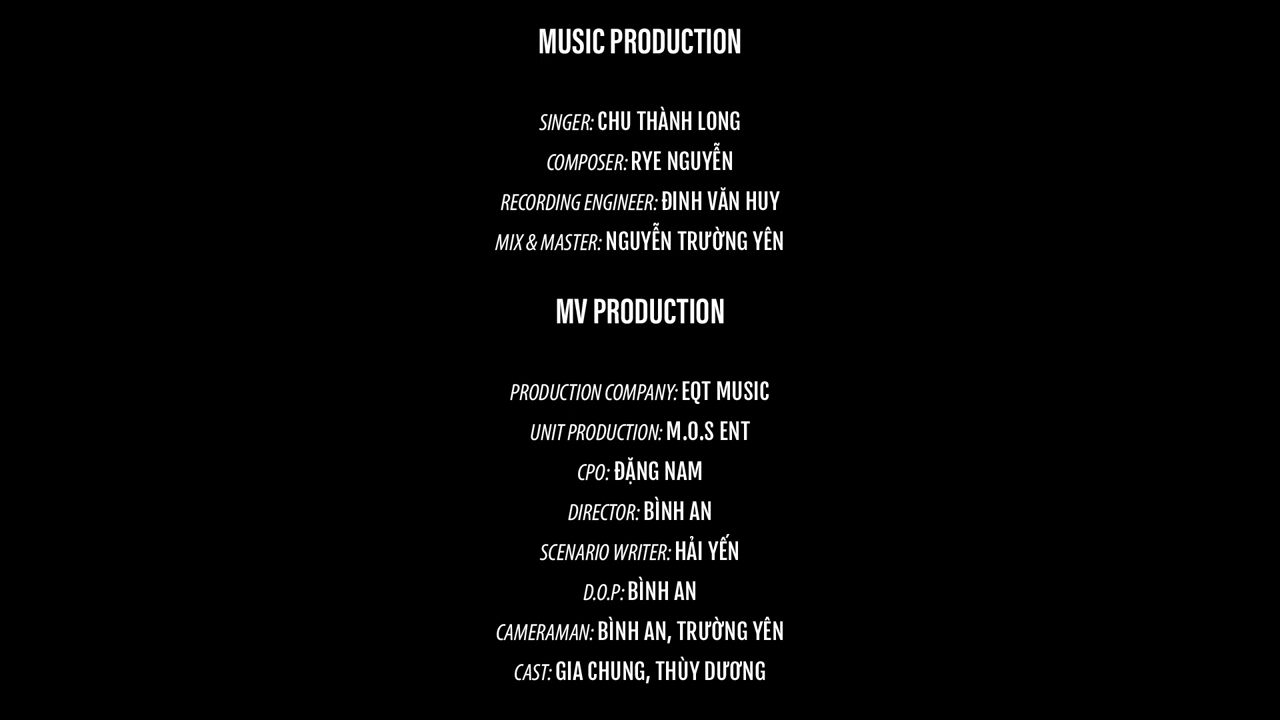 MUSIC PRODUCTION
SINGER: CHU THÀNH LONG
COMPOSER: RYE NGUYỄN
RECORDING ENGINEER: ĐINH VĂN HUY
MIX & MASTER: NGUYỄN TRƯỜNG YÊN
MV PRODUCTION
PRODUCTION COMPANY: EQT MUSIC
UNIT PRODUCTION: M.O.S ENT
CPO: ĐẶNG NAM
DIRECTOR: BÌNH AN
SCENARIO WRITER: HẢI YẾN
D.O.P: BÌNH AN
CAMERAMAN: BÌNH AN, TRƯỜNG YÊN
CAST: GIA CHUNG, THÙY DƯƠNG